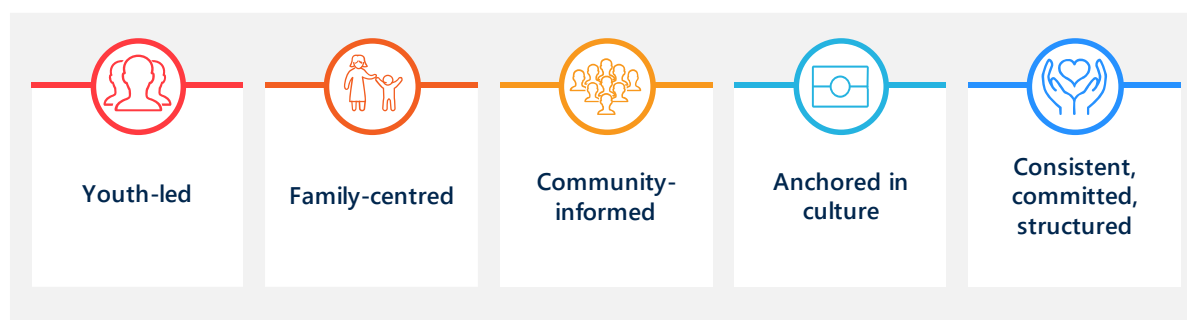 Youth-led
Family-centred
Community-
informed
Anchored in
culture
Consistent,
committed,
structured